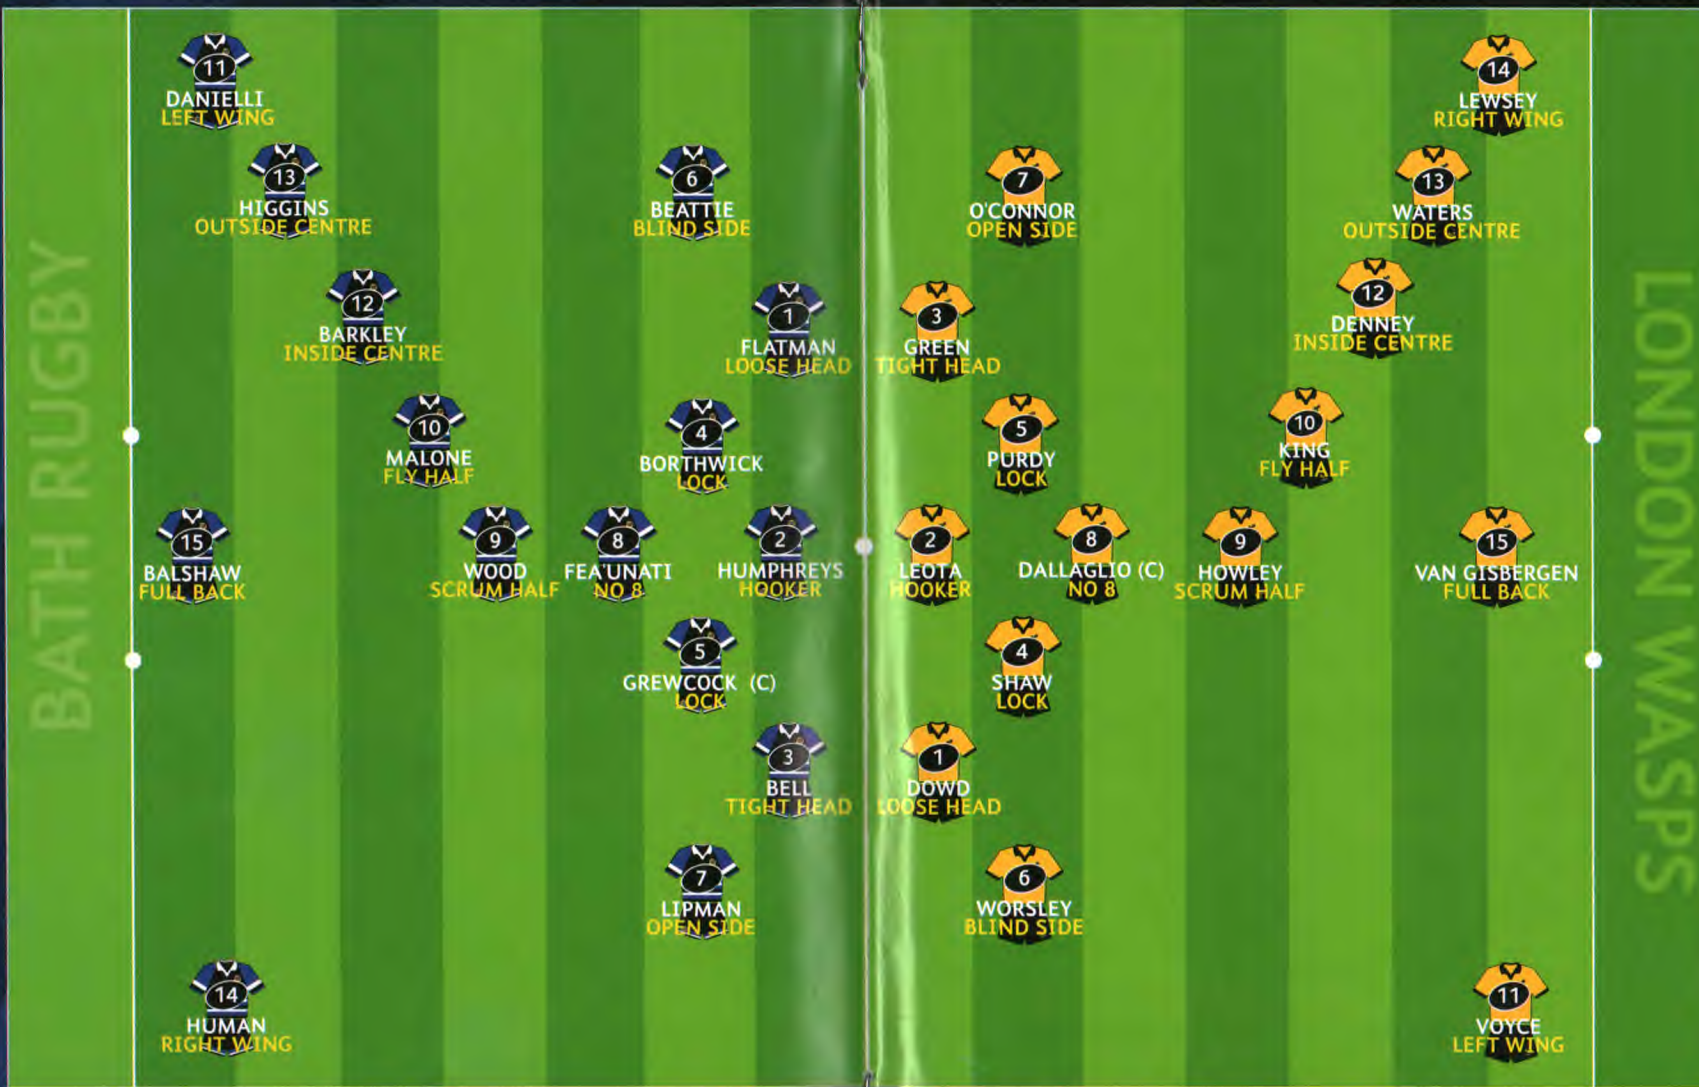 BATH RUGBY
11
DANIELLI
LEFT WING
13
HIGGINS
OUTSIDE CENTRE
12
BARKLEY
INSIDE CENTRE
10
MALONE
FLY HALF
15
BALSHAW
FULL BACK
9
WOOD
SCRUM HALF
8
FEA'UNATI
NO 8
6
BEATTIE
BLIND SIDE
1
FLATMAN
LOOSE HEAD
4
BORTHWICK
LOCK
2
HUMPHREYS
HOOKER
5
GREWCOCK (C)
LOCK
3
BELL
TIGHT HEAD
7
LIPMAN
OPEN SIDE
14
HUMAN
RIGHT WING
LONDON WASPS
14
LEWSEY
RIGHT WING
7
O'CONNOR
OPEN SIDE
13
WATERS
OUTSIDE CENTRE
3
GREEN
TIGHT HEAD
12
DENNEY
INSIDE CENTRE
5
PURDY
LOCK
10
KING
FLY HALF
2
LEOTA
HOOKER
8
DALLAGLIO (C)
NO 8
9
HOWLEY
SCRUM HALF
15
VAN GISBERGEN
FULL BACK
4
SHAW
LOCK
1
DOWD
LOOSE HEAD
6
WORSLEY
BLIND SIDE
11
VOYCE
LEFT WING